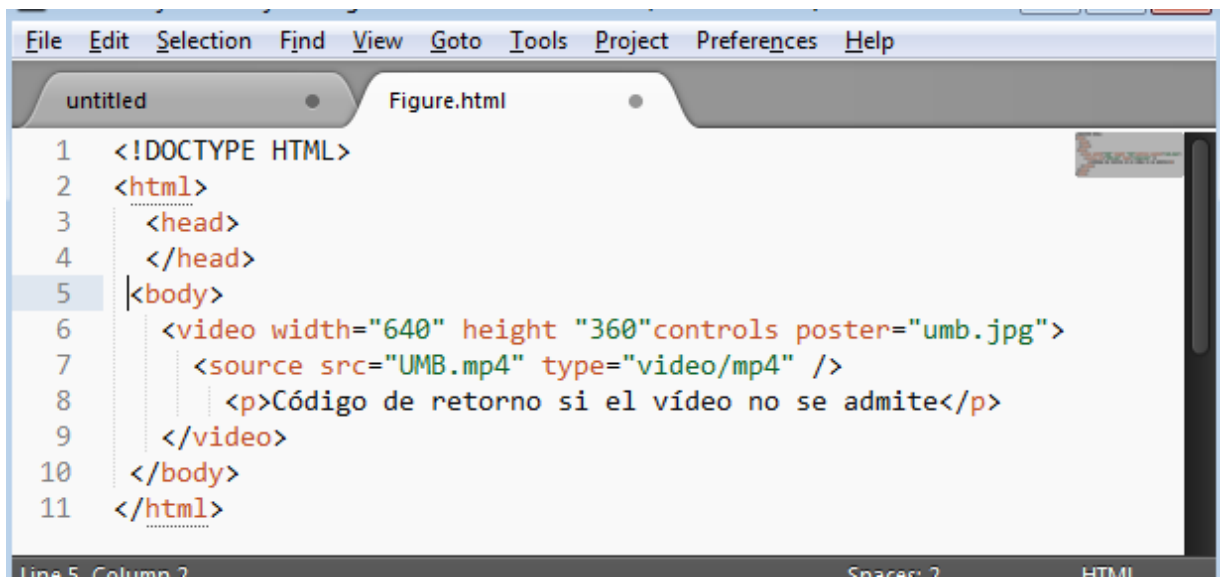 File Edit Selection Find View Goto Tools Project Preferences Help
untitled Figure.html
1 <!DOCTYPE HTML>
2 <html>
3 <head>
4 </head>
5 <body>
6 <video width="640" height "360"controls poster="umb.jpg">
7 <source src="UMB.mp4" type="video/mp4" />
8 <p>Código de retorno si el vídeo no se admite</p>
9 </video>
10 </body>
11 </html>
Line 5, Column 2 Spaces: 2 HTML